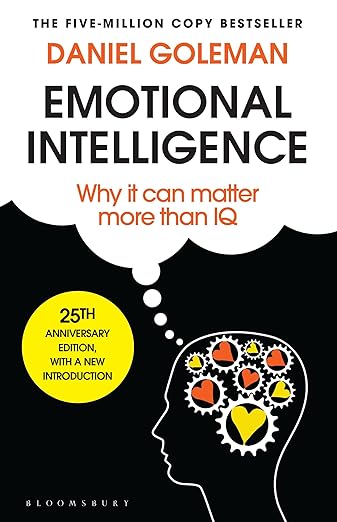 THE FIVE-MILLION COPY BESTSELLER
DANIEL GOLEMAN
EMOTIONAL
INTELLIGENCE
Why it can matter
more than IQ
25TH
ANNIVERSARY
EDITION,
WITH A NEW
INTRODUCTION
BLOOMSBURY